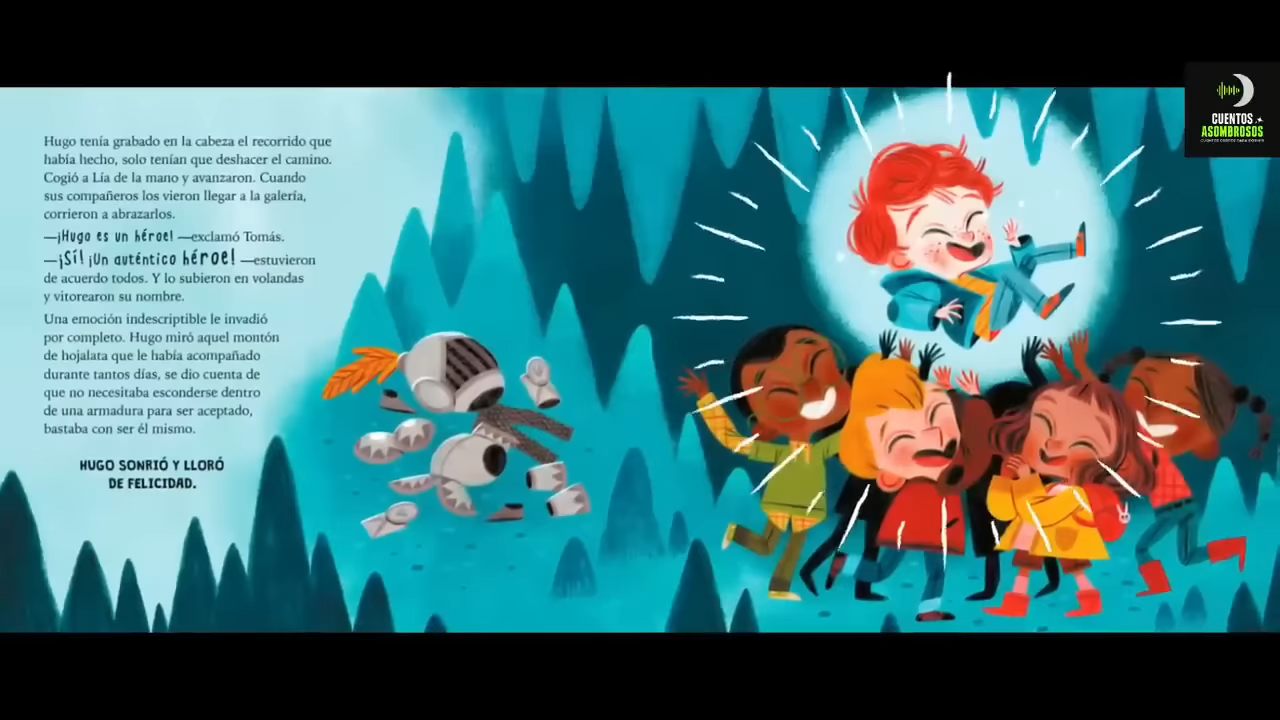 Hugo tenía grabado en la cabeza el recorrido que
había hecho, solo tenían que deshacer el camino.
Cogió a Lía de la mano y avanzaron. Cuando
sus compañeros los vieron llegar a la galería,
corrieron a abrazarlos.
—¡Hugo es un héroe! —exclamó Tomás.
—¡Sí! ¡Un auténtico héroe! —estuvieron
de acuerdo todos. Y lo subieron en volandas
y vitorearon su nombre.
Una emoción indescriptible le invadió
por completo. Hugo miró aquel montón
de hojalata que le había acompañado
durante tantos días, se dio cuenta de
que no necesitaba esconderse dentro
de una armadura para ser aceptado,
bastaba con ser él mismo.
HUGO SONRIÓ Y LLORÓ
DE FELICIDAD.
CUENTOS
ASOMBROSOS